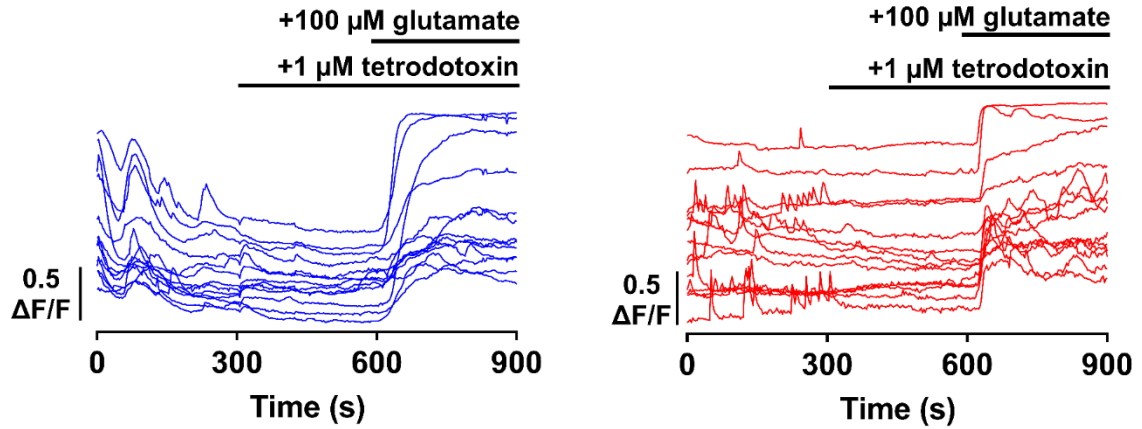 +100 µM glutamate
+1 µM tetrodotoxin
0.5
ΔF/F
0 300 600 900
Time (s)
+100 µM glutamate
+1 µM tetrodotoxin
0.5
ΔF/F
0 300 600 900
Time (s)